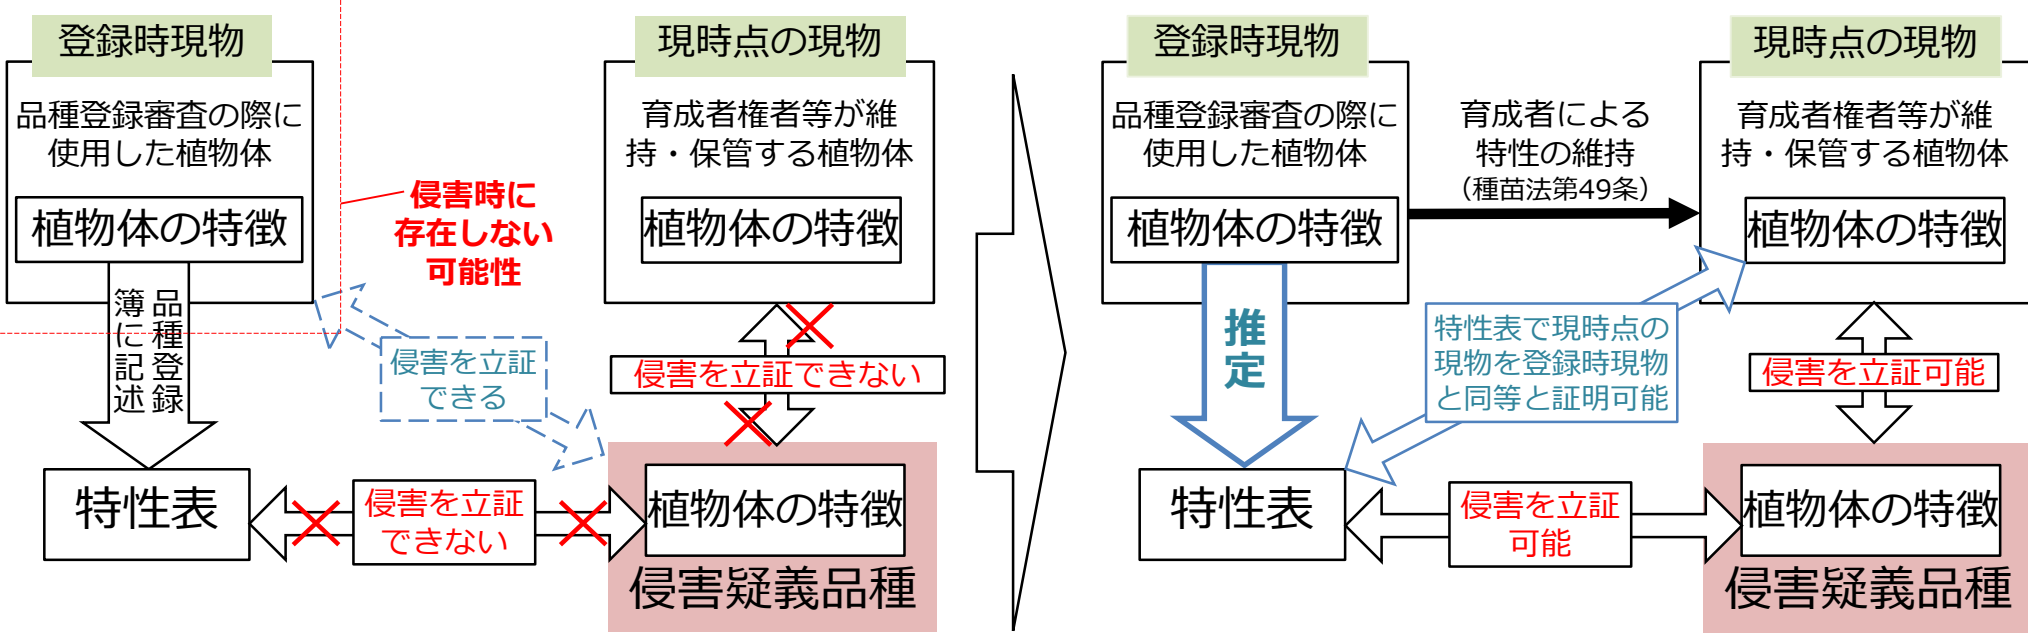 登録時現物
品種登録審査の際に
使用した植物体
植物体の特徴
品種登録
簿に記述
特性表
侵害時に
存在しない
可能性
侵害を立証
できる
侵害を立証
できない
現時点の現物
育成者権者等が維
持・保管する植物体
植物体の特徴
侵害を立証できない
植物体の特徴
侵害疑義品種
登録時現物
品種登録審査の際に
使用した植物体
植物体の特徴
推定
特性表
育成者による
特性の維持
（種苗法第49条）
特性表で現時点の
現物を登録時現物
と同等と証明可能
侵害を立証
可能
現時点の現物
育成者権者等が維
持・保管する植物体
植物体の特徴
侵害を立証可能
植物体の特徴
侵害疑義品種